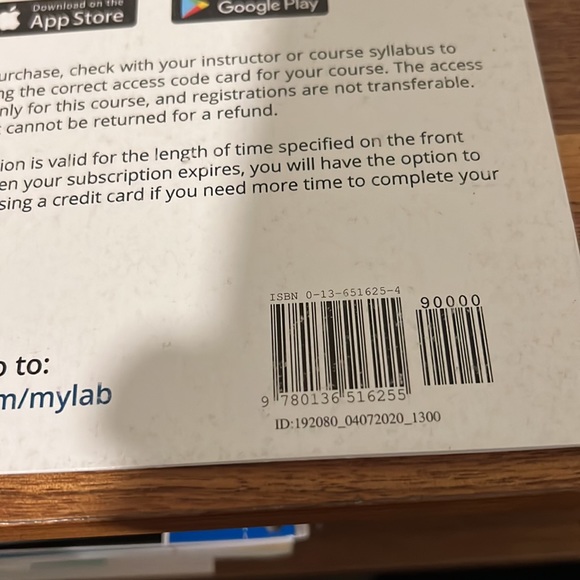 Download on the
App Store
Google Play
urchase, check with your instructor or course syllabus to
ng the correct access code card for your course. The access
nly for this course, and registrations are not transferable.
t cannot be returned for a refund.
ion is valid for the length of time specified on the front
en your subscription expires, you will have the option to
sing a credit card if you need more time to complete your
o to:
m/mylab
ISBN 0-13-651625-4
90000
9 780136 516255
ID:192080_04072020_1300